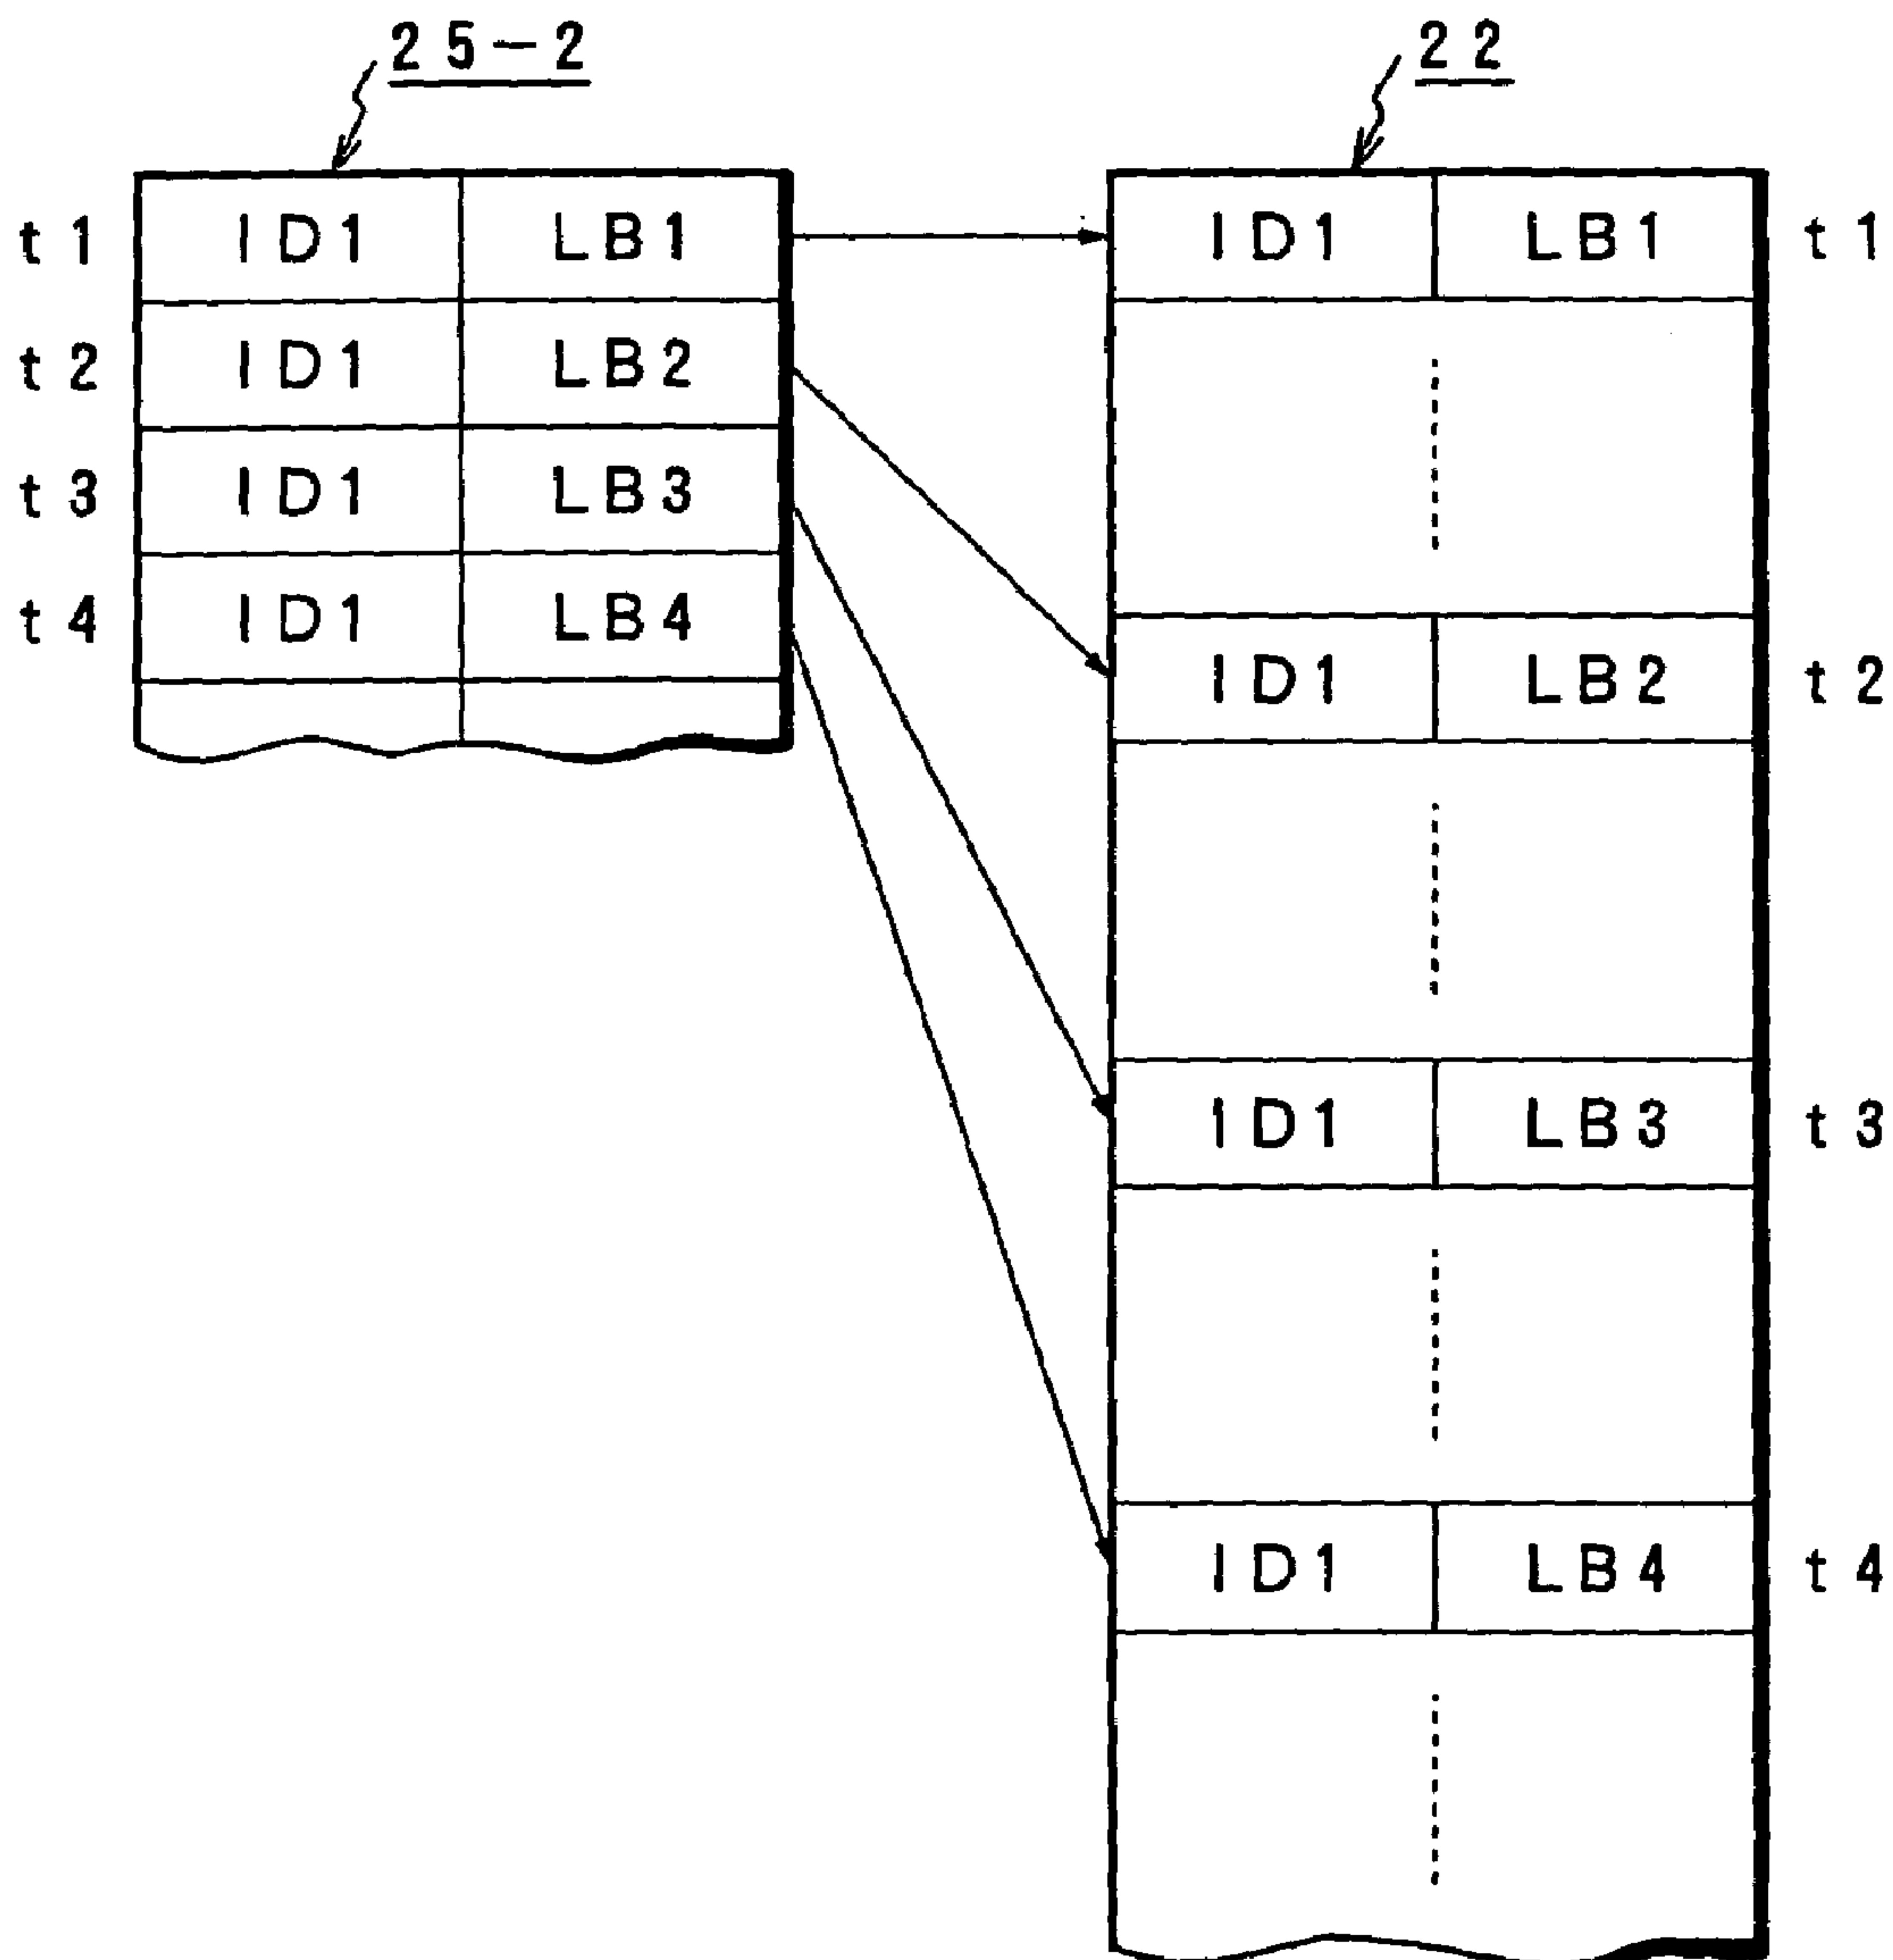 25-2
22
t1 ID1 LB1
t2 ID1 LB2
t3 ID1 LB3
t4 ID1 LB4
ID1 LB1 t1
ID1 LB2 t2
ID1 LB3 t3
ID1 LB4 t4